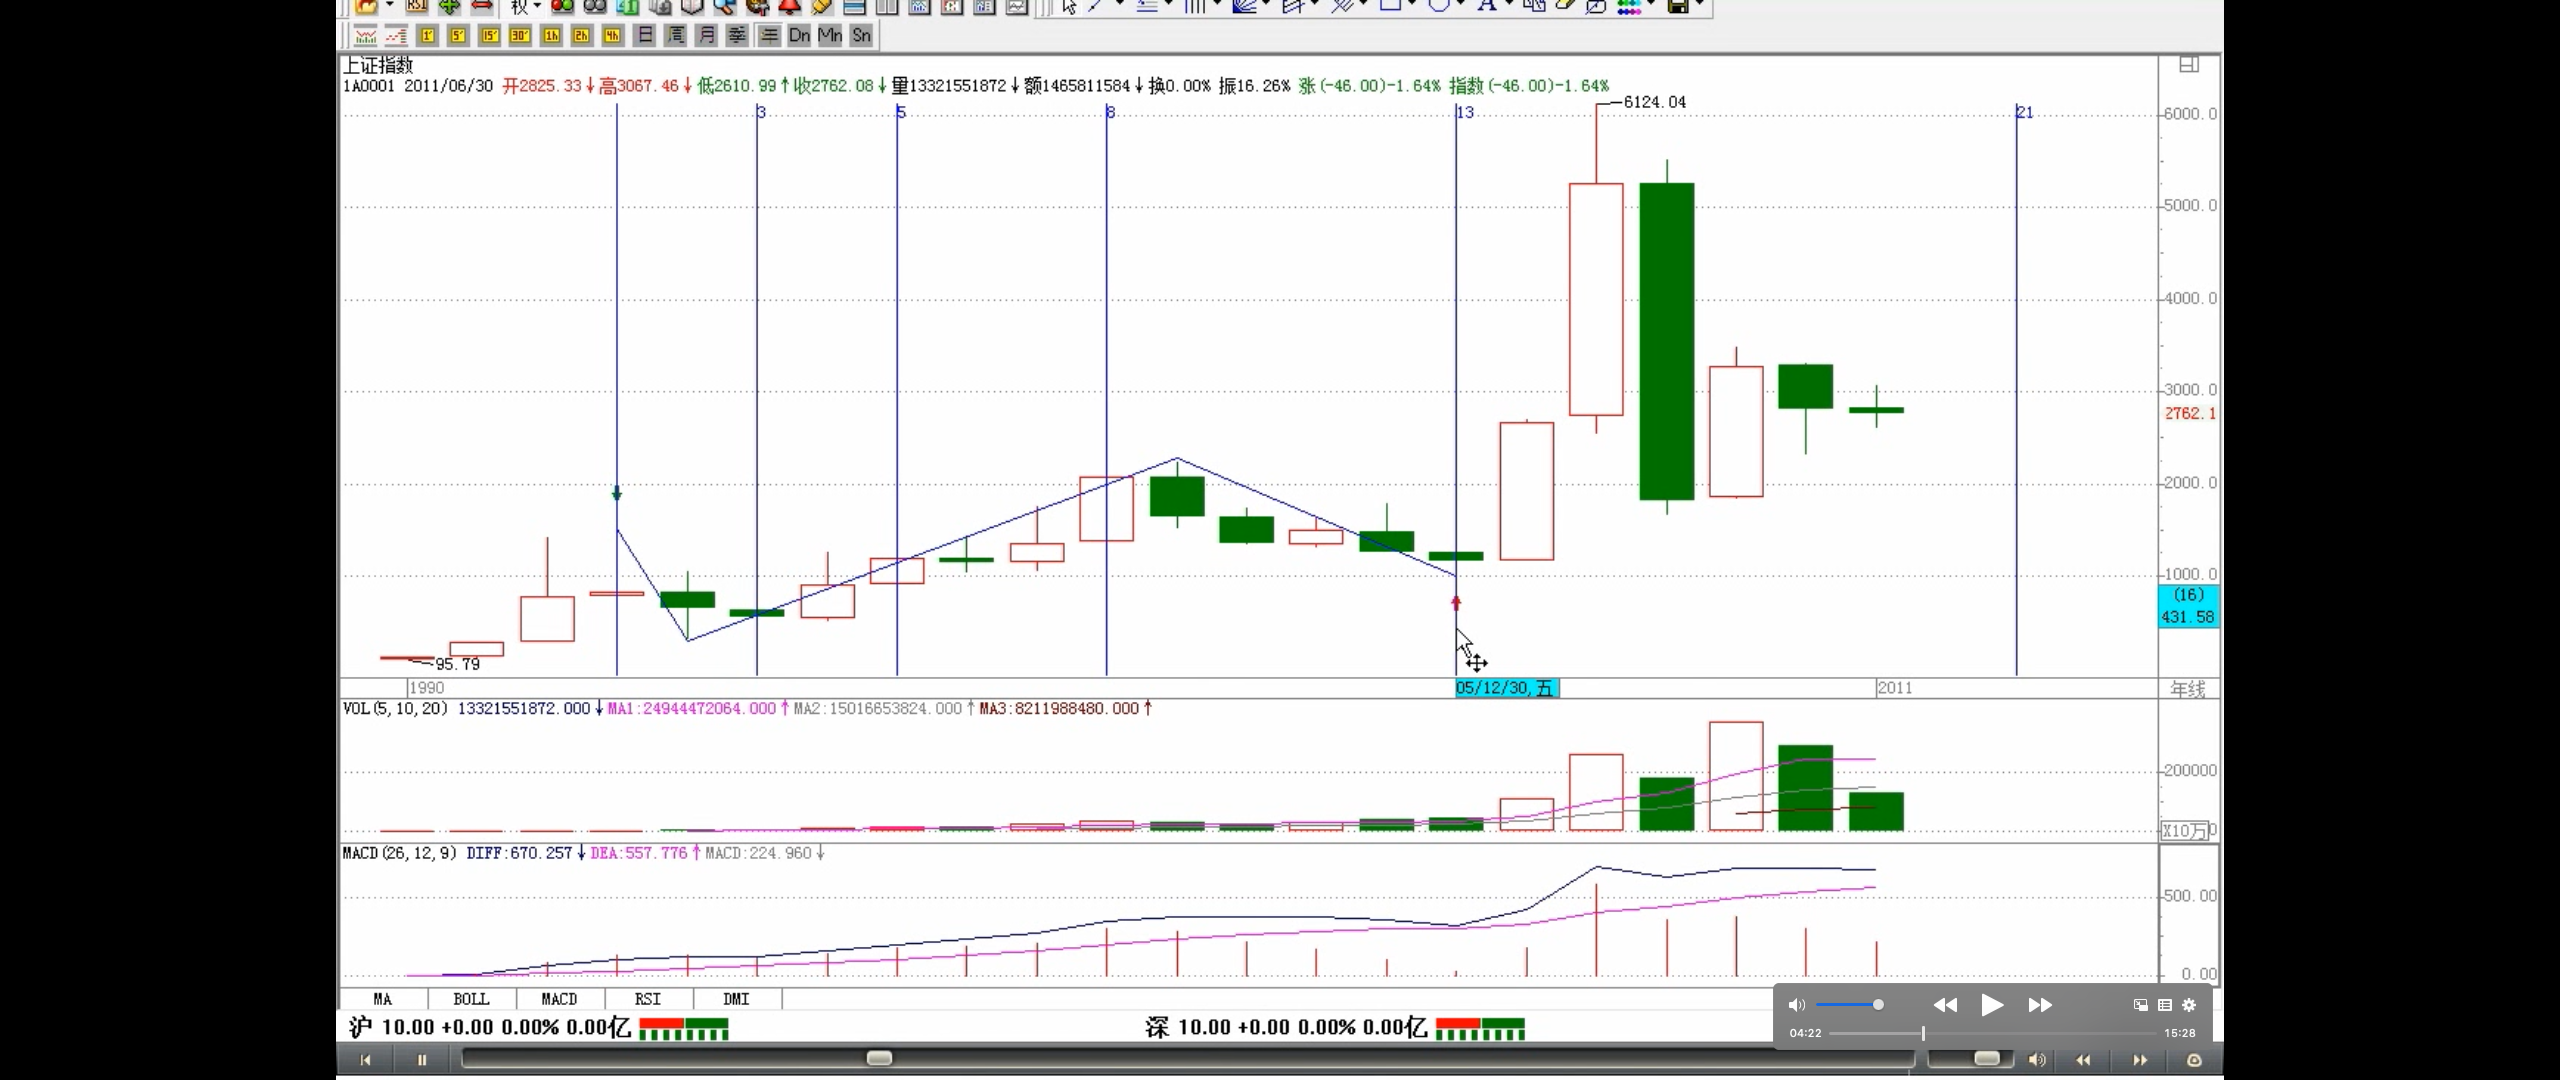 权
1' 5' 15' 30' 1h 2h 4h 日 周 月 季 年 Dn Mn Sn
上证指数
1A0001 2011/06/30 开2825.33↓高3067.46↓低2610.99↑收2762.08↓量13321551872↓额1465811584↓换0.00% 振16.26% 涨(-46.00)-1.64% 指数(-46.00)-1.64%
3 5 8 13 21
6124.04
6000.0
5000.0
4000.0
3000.0
2762.1
2000.0
1000.0
(16)
431.58
95.79
1990 05/12/30,五 2011 年线
VOL(5,10,20) 13321551872.000↓MA1:24944472064.000↑MA2:15016653824.000↑MA3:8211988480.000↑
200000
X10万 0
MACD(26,12,9) DIFF:670.257↓DEA:557.776↑MACD:224.960↓
500.00
0.00
MA BOLL MACD RSI DMI
沪 10.00 +0.00 0.00% 0.00亿 深 10.00 +0.00 0.00% 0.00亿
04:22 15:28